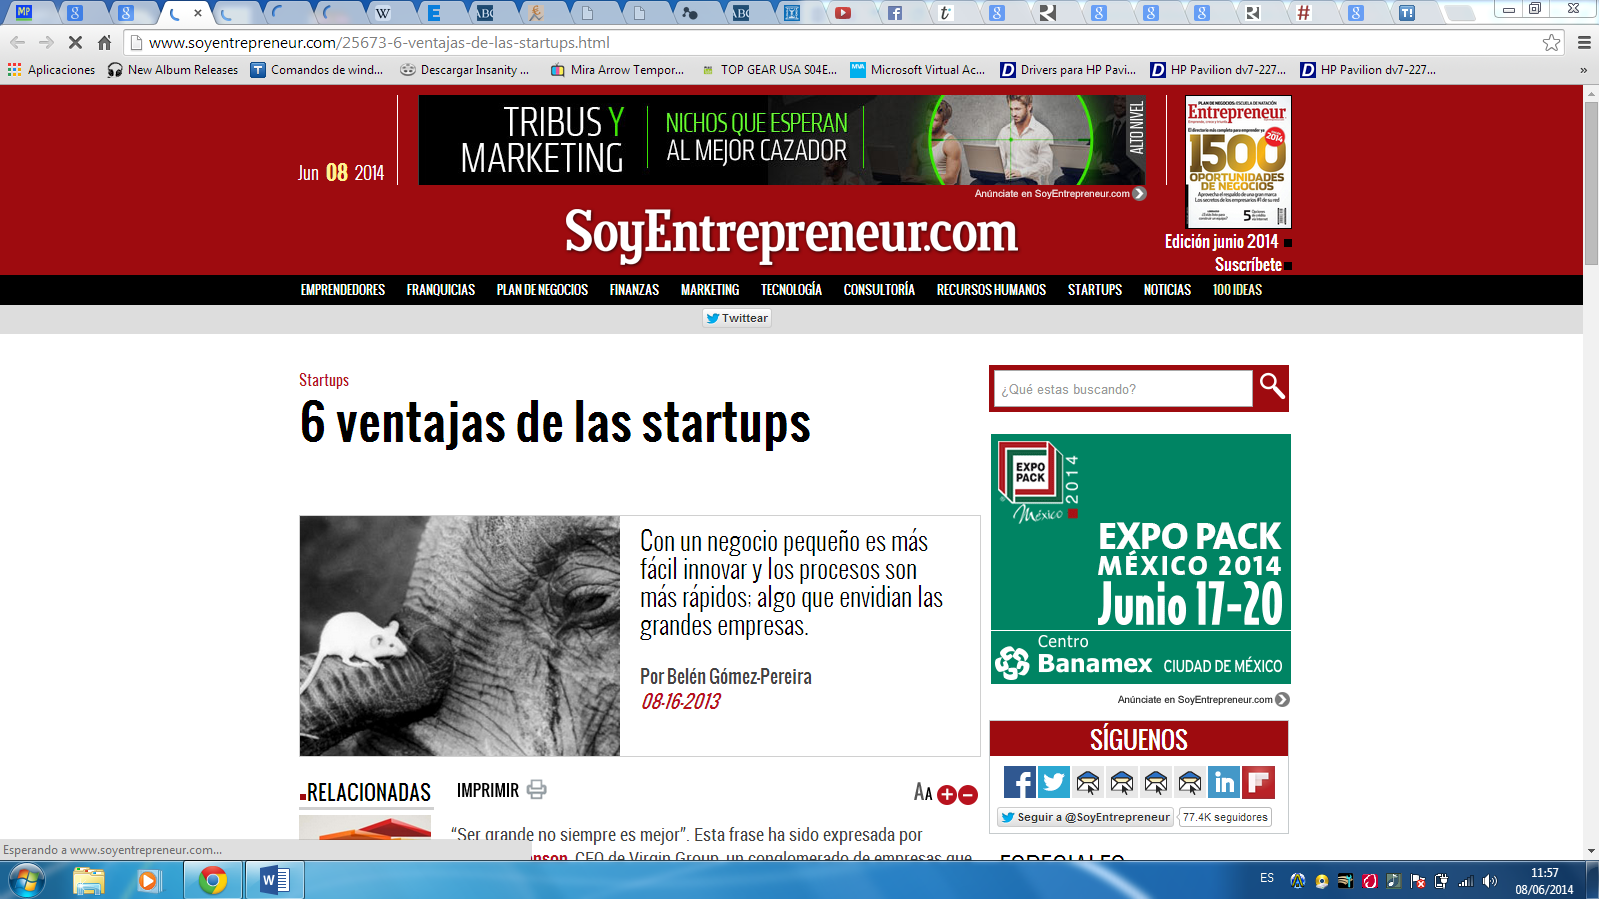 www.soyentrepreneur.com/25673-6-ventajas-de-las-startups.html
Aplicaciones
New Album Releases
Comandos de wind...
Descargar Insanity ...
Mira Arrow Tempor...
TOP GEAR USA S04E...
Microsoft Virtual Ac...
Drivers para HP Pavi...
HP Pavilion dv7-227...
HP Pavilion dv7-227...
»
Jun 08 2014
TRIBUS Y
MARKETING
NICHOS QUE ESPERAN
AL MEJOR CAZADOR
ALTO NIVEL
Anúnciate en SoyEntrepreneur.com
PLAN DE NEGOCIOS: ESCUELA DE NATACIÓN
Entrepreneur
1500
OPORTUNIDADES
DE NEGOCIOS
Edición junio 2014
Suscríbete
SoyEntrepreneur.com
EMPRENDEDORES FRANQUICIAS PLAN DE NEGOCIOS FINANZAS MARKETING TECNOLOGÍA CONSULTORÍA RECURSOS HUMANOS STARTUPS NOTICIAS 100 IDEAS
Twittear
Startups
6 ventajas de las startups
¿Qué estas buscando?
Con un negocio pequeño es más
fácil innovar y los procesos son
más rápidos; algo que envidian las
grandes empresas.
Por Belén Gómez-Pereira
08-16-2013
EXPO
PACK
México
2014
EXPO PACK
MÉXICO 2014
Junio 17-20
Centro
Banamex CIUDAD DE MÉXICO
Anúnciate en SoyEntrepreneur.com
SÍGUENOS
Seguir a @SoyEntrepreneur
77.4K seguidores
RELACIONADAS
IMPRIMIR
AA
“Ser grande no siempre es mejor”. Esta frase ha sido expresada por
CEO de Virgin Group, un conglomerado de empresas que
ESPECIALES
Esperando a www.soyentrepreneur.com...
ES
11:57
08/06/2014